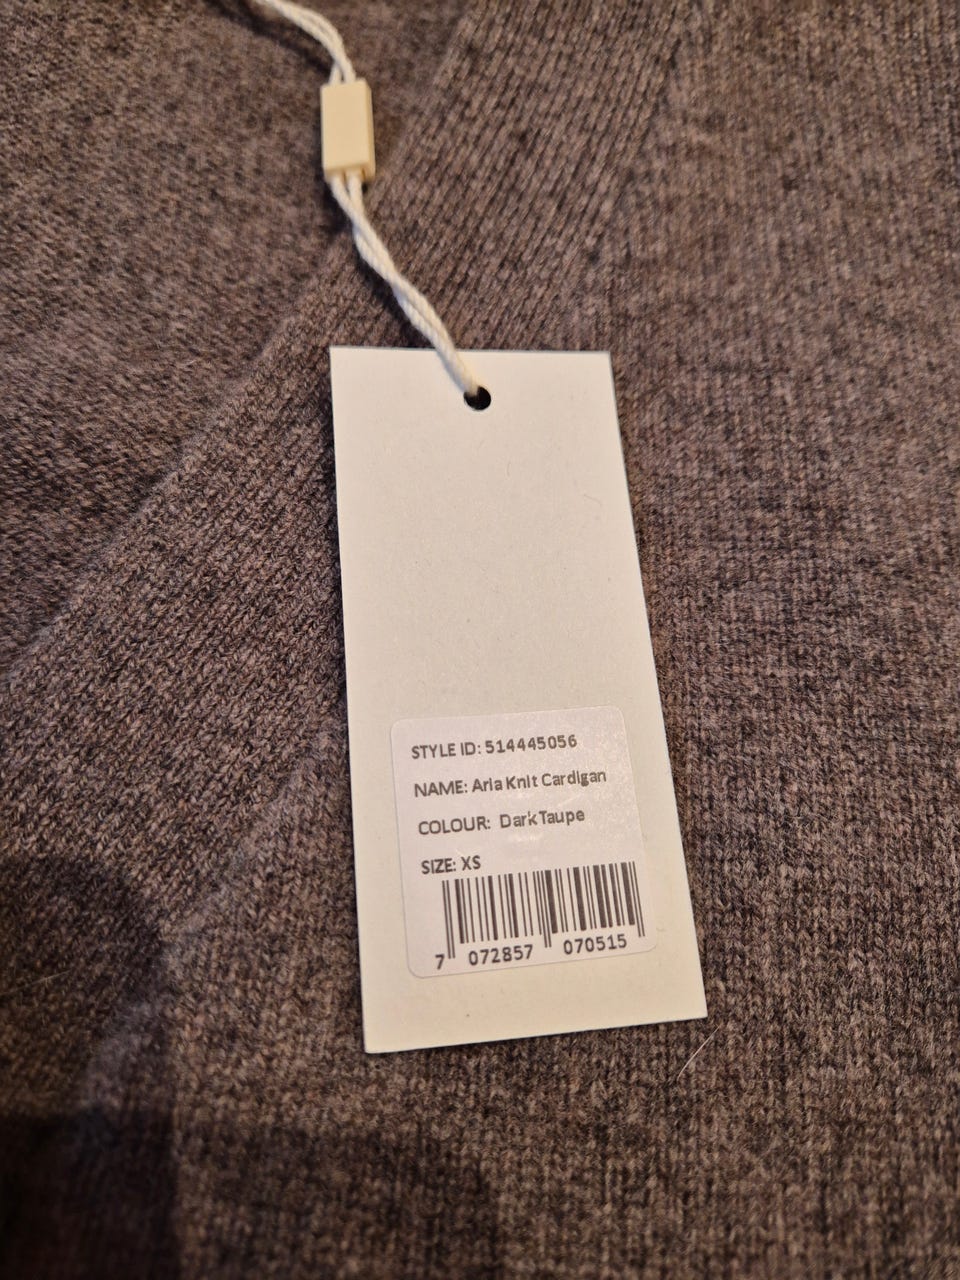 STYLE ID: 514445056
NAME: Aria Knit Cardigan
COLOUR: Dark Taupe
SIZE: XS
7 072857 070515